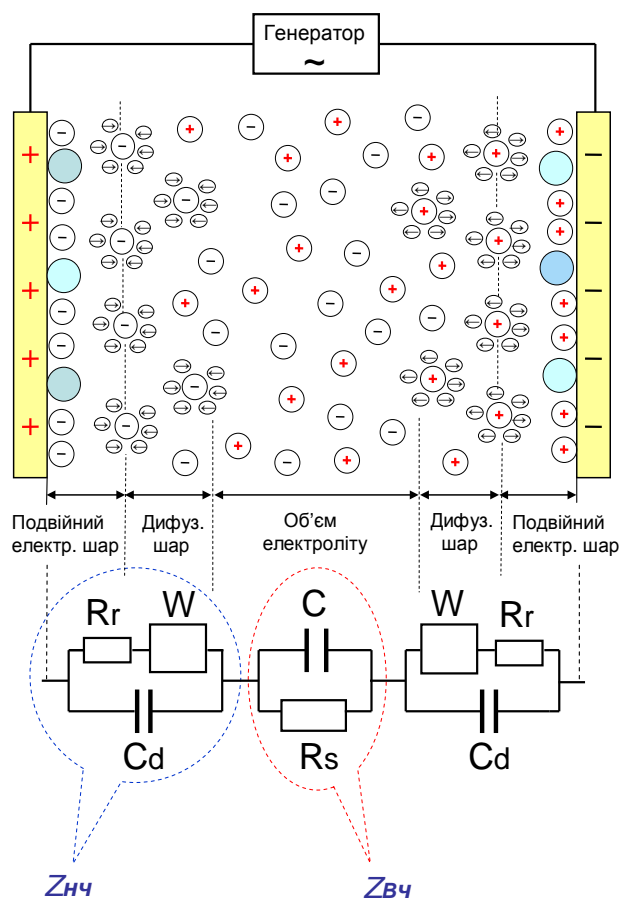 Генератор
~
Подвійний
електр. шар
Дифуз.
шар
Об'єм
електроліту
Дифуз.
шар
Подвійний
електр. шар
Rr
W
Cd
C
Rs
W
Rr
Cd
Zнч
Zвч